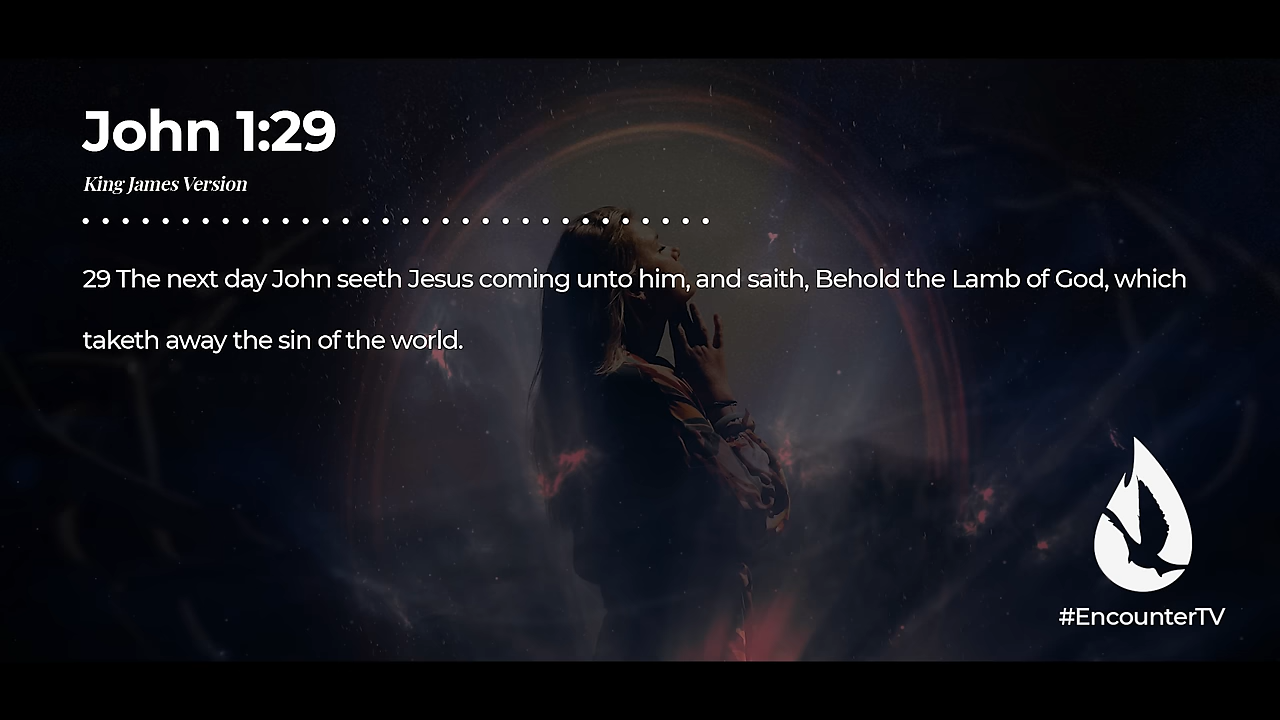 John 1:29
King James Version
29 The next day John seeth Jesus coming unto him, and saith, Behold the Lamb of God, which
taketh away the sin of the world.
#EncounterTV